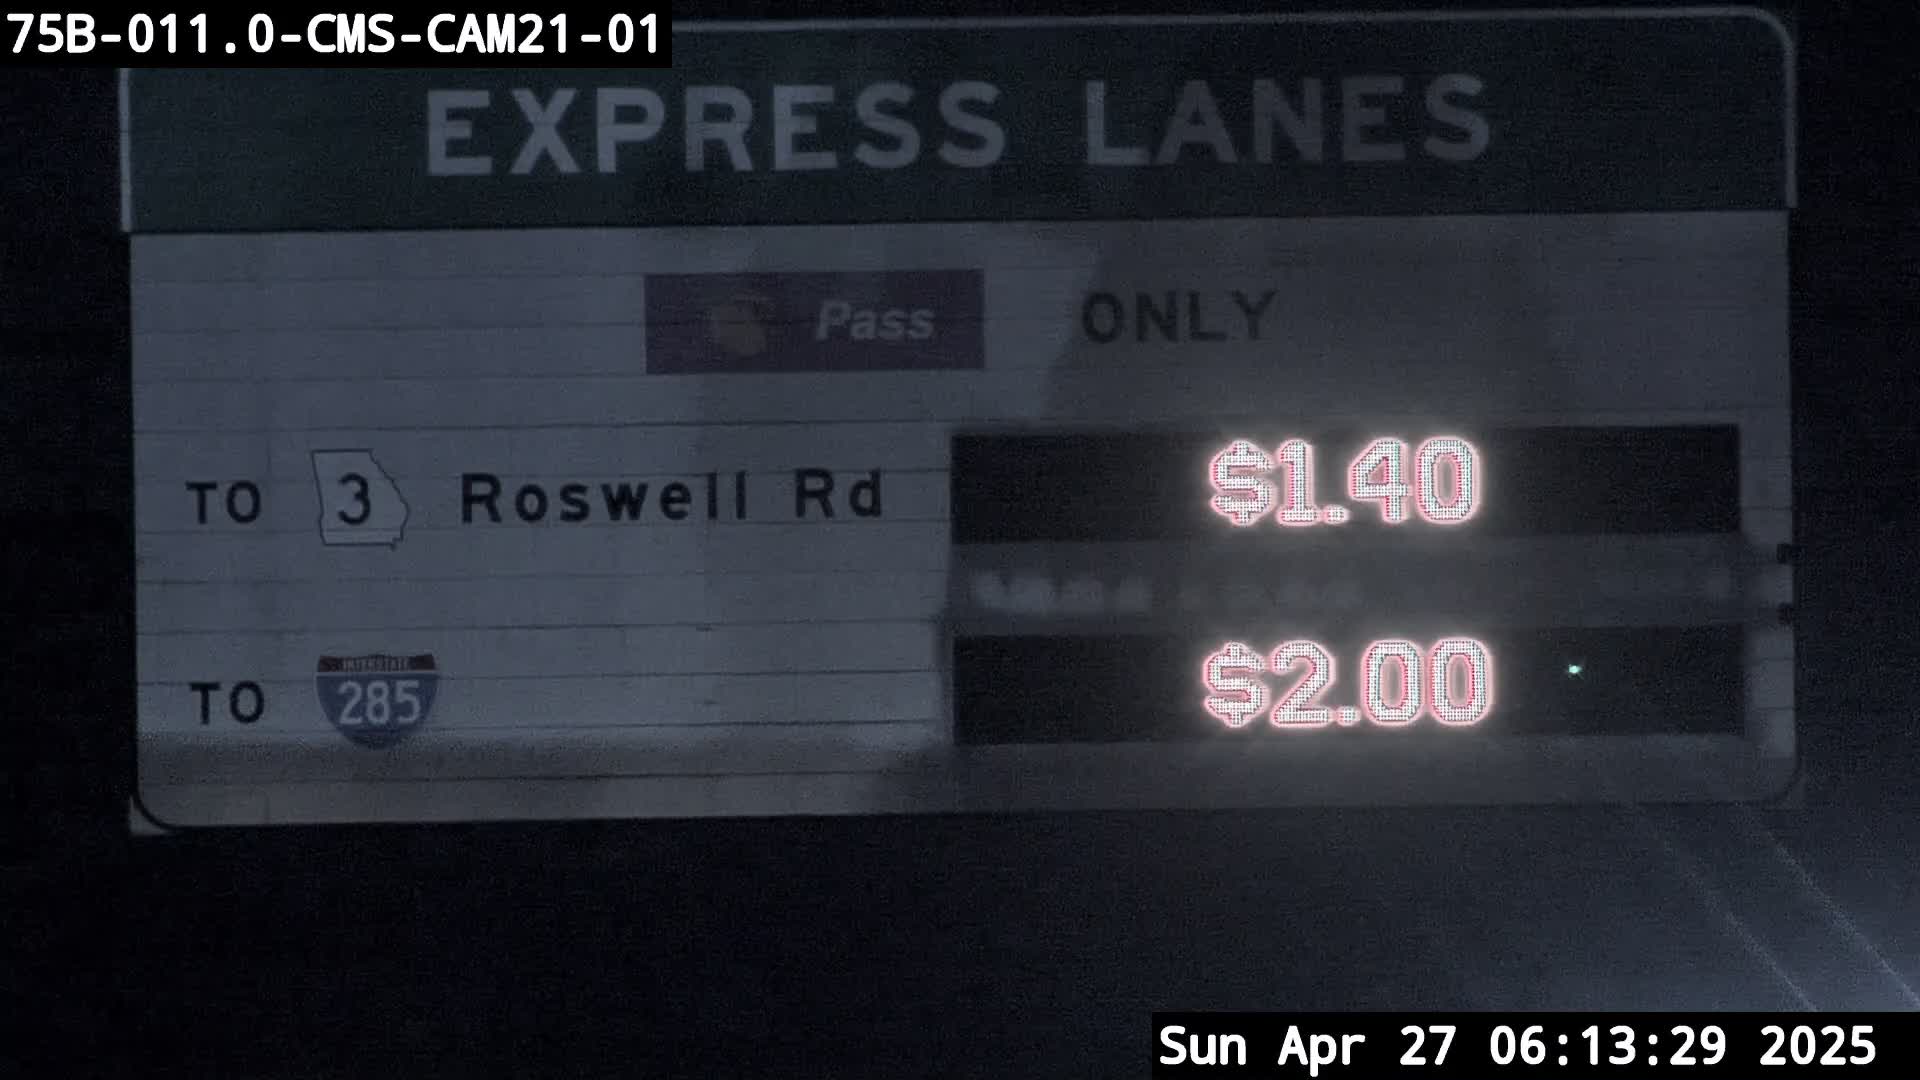 75B-011.0-CMS-CAM21-01
EXPRESS LANES
Pass ONLY
TO 3 Roswell Rd $1.40
TO INTERSTATE 285 $2.00
Sun Apr 27 06:13:29 2025